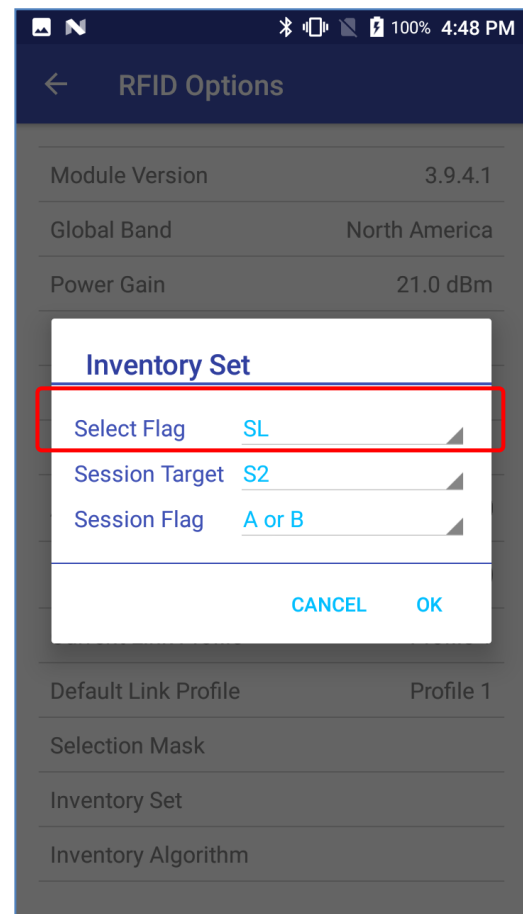 100% 4:48 PM
RFID Options
Module Version 3.9.4.1
Global Band North America
Power Gain 21.0 dBm
Inventory Set
Select Flag SL
Session Target S2
Session Flag A or B
CANCEL OK
Default Link Profile Profile 1
Selection Mask
Inventory Set
Inventory Algorithm